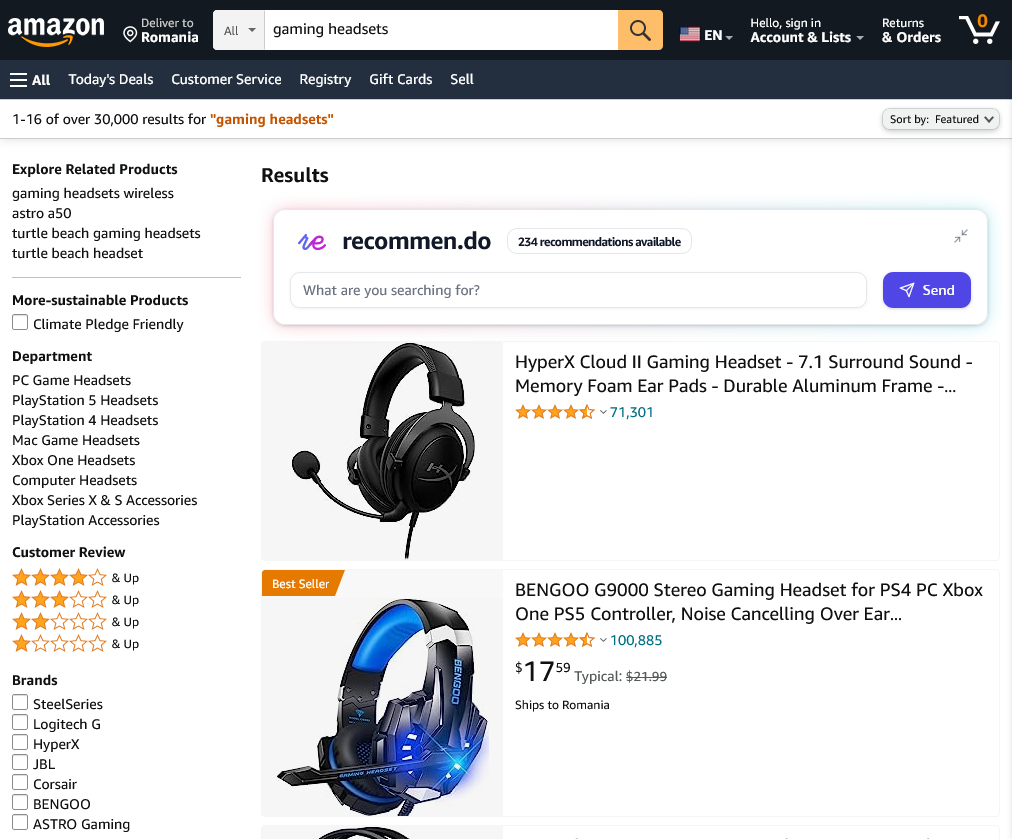 amazon
Deliver to
Romania
All
gaming headsets
EN
Hello, sign in
Account & Lists
Returns
& Orders
0
All
Today's Deals
Customer Service
Registry
Gift Cards
Sell
1-16 of over 30,000 results for "gaming headsets"
Sort by: Featured
Explore Related Products
gaming headsets wireless
astro a50
turtle beach gaming headsets
turtle beach headset
More-sustainable Products
Climate Pledge Friendly
Department
PC Game Headsets
PlayStation 5 Headsets
PlayStation 4 Headsets
Mac Game Headsets
Xbox One Headsets
Computer Headsets
Xbox Series X & S Accessories
PlayStation Accessories
Customer Review
& Up
& Up
& Up
& Up
Brands
SteelSeries
Logitech G
HyperX
JBL
Corsair
BENGOO
ASTRO Gaming
Results
re recommen.do
234 recommendations available
What are you searching for?
Send
HX
HyperX Cloud II Gaming Headset - 7.1 Surround Sound -
Memory Foam Ear Pads - Durable Aluminum Frame -...
71,301
Best Seller
BENGOO
GAMING HEADSET
BENGOO G9000 Stereo Gaming Headset for PS4 PC Xbox
One PS5 Controller, Noise Cancelling Over Ear...
100,885
$17 59 Typical: $21.99
Ships to Romania